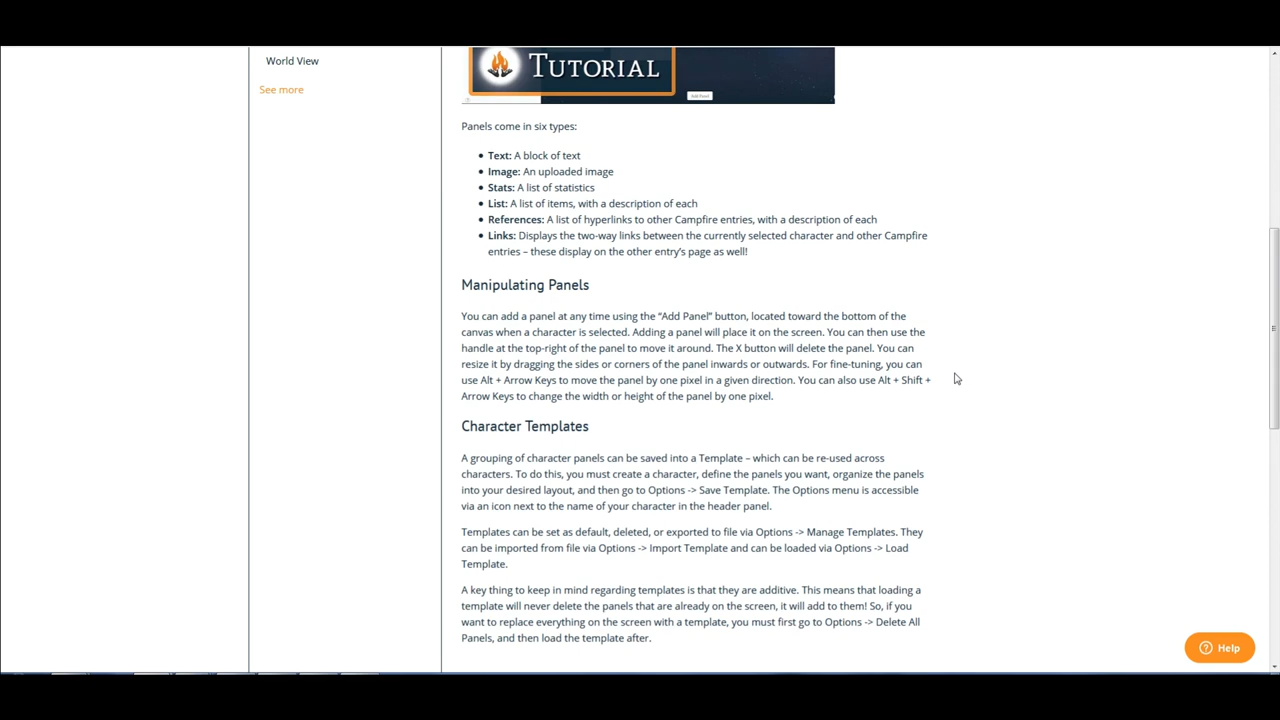 World View
See more
TUTORIAL
Add Panel
Panels come in six types:
Text: A block of text
Image: An uploaded image
Stats: A list of statistics
List: A list of items, with a description of each
References: A list of hyperlinks to other Campfire entries, with a description of each
Links: Displays the two-way links between the currently selected character and other Campfire
entries – these display on the other entry's page as well!
Manipulating Panels
You can add a panel at any time using the “Add Panel” button, located toward the bottom of the
canvas when a character is selected. Adding a panel will place it on the screen. You can then use the
handle at the top-right of the panel to move it around. The X button will delete the panel. You can
resize it by dragging the sides or corners of the panel inwards or outwards. For fine-tuning, you can
use Alt + Arrow Keys to move the panel by one pixel in a given direction. You can also use Alt + Shift +
Arrow Keys to change the width or height of the panel by one pixel.
Character Templates
A grouping of character panels can be saved into a Template – which can be re-used across
characters. To do this, you must create a character, define the panels you want, organize the panels
into your desired layout, and then go to Options -> Save Template. The Options menu is accessible
via an icon next to the name of your character in the header panel.
Templates can be set as default, deleted, or exported to file via Options -> Manage Templates. They
can be imported from file via Options -> Import Template and can be loaded via Options -> Load
Template.
A key thing to keep in mind regarding templates is that they are additive. This means that loading a
template will never delete the panels that are already on the screen, it will add to them! So, if you
want to replace everything on the screen with a template, you must first go to Options -> Delete All
Panels, and then load the template after.
Help